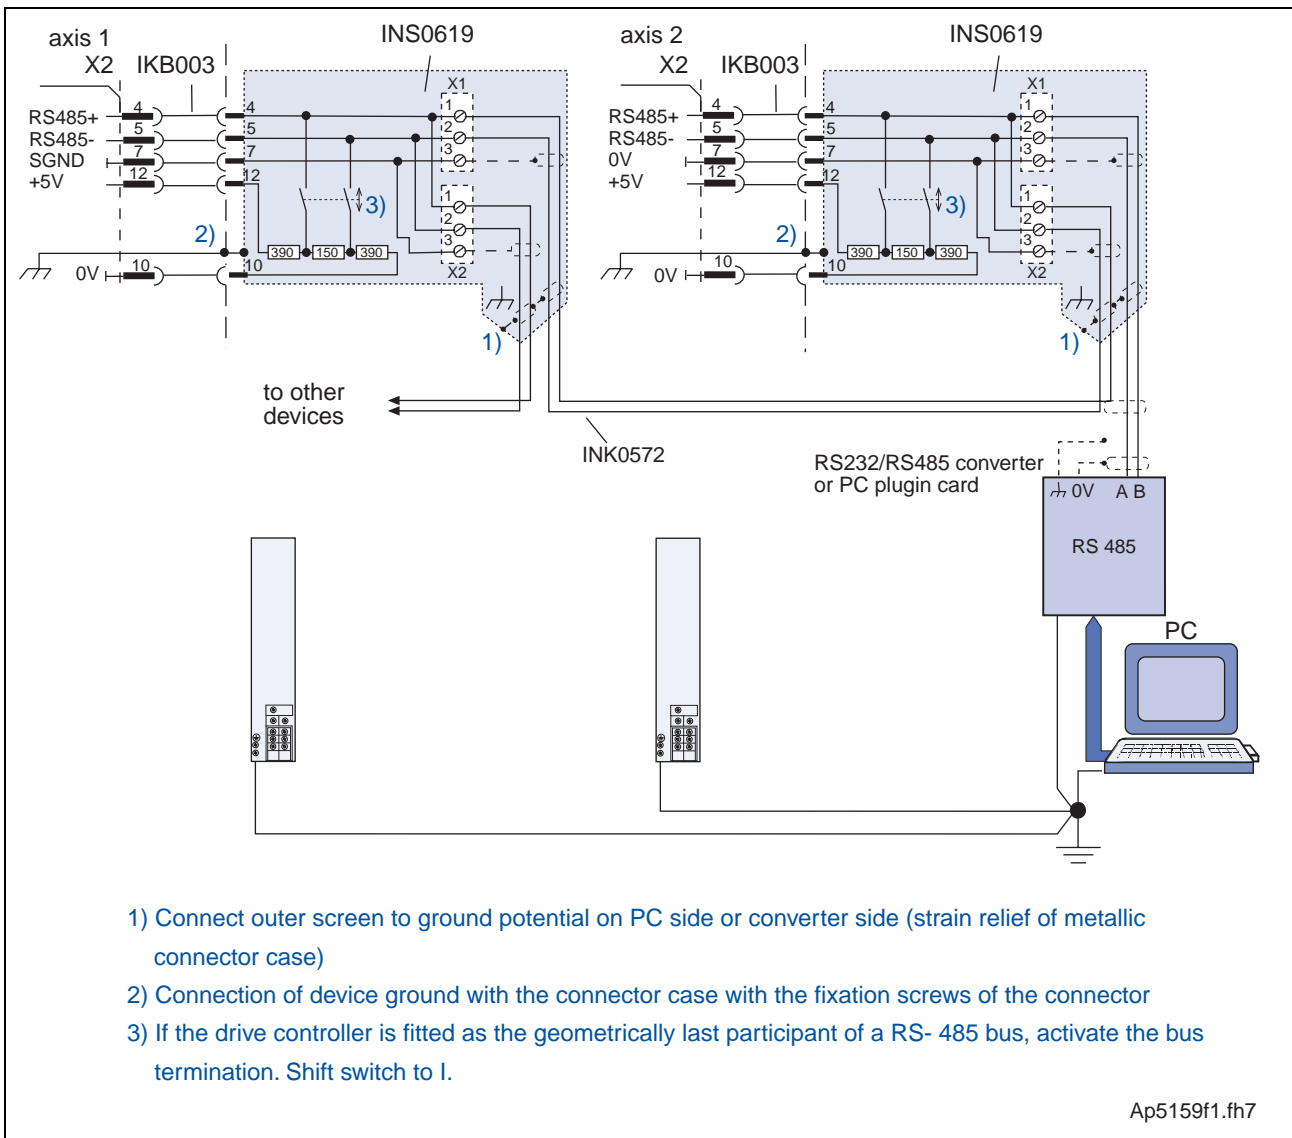 axis 1
INS0619
axis 2
INS0619
X2 IKB003
X2 IKB003
X1
X1
RS485+ 4 4 1
RS485- 5 5 2
SGND 7 7 3
+5V 12 12
RS485+ 4 4 1
RS485- 5 5 2
0V 7 7 3
+5V 12 12
1
2
3
1
2
3
3)
3)
2)
2)
390 150 390
390 150 390
0V 10 10 X2
0V 10 10 X2
1)
1)
to other
devices
INK0572
RS232/RS485 converter
or PC plugin card
0V A B
RS 485
PC
1) Connect outer screen to ground potential on PC side or converter side (strain relief of metallic
connector case)
2) Connection of device ground with the connector case with the fixation screws of the connector
3) If the drive controller is fitted as the geometrically last participant of a RS- 485 bus, activate the bus
termination. Shift switch to I.
Ap5159f1.fh7